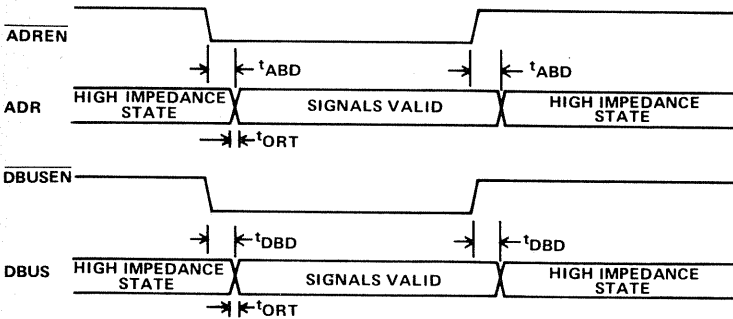 ADREN
tABD
tABD
ADR
HIGH IMPEDANCE
STATE
SIGNALS VALID
HIGH IMPEDANCE
STATE
tORT
DBUSEN
tDBD
tDBD
DBUS
HIGH IMPEDANCE
STATE
SIGNALS VALID
HIGH IMPEDANCE
STATE
tORT